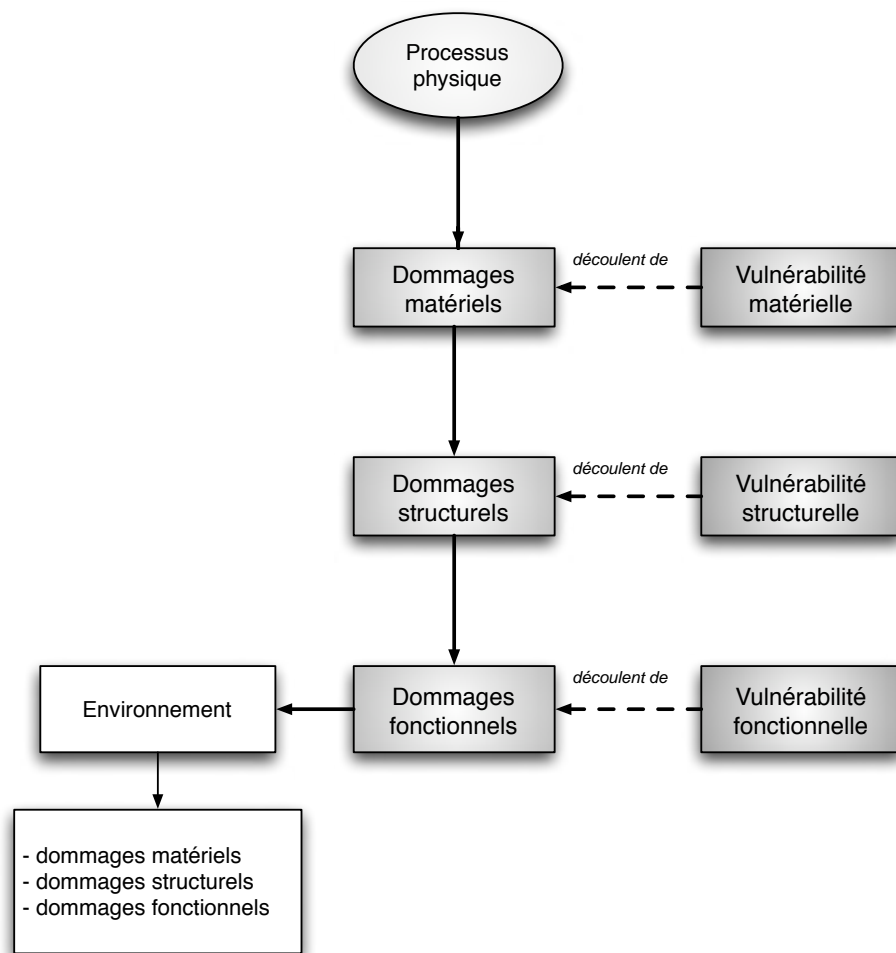 Processus
physique
Dommages
matériels
découlent de
Vulnérabilité
matérielle
Dommages
structurels
découlent de
Vulnérabilité
structurelle
Environnement
Dommages
fonctionnels
découlent de
Vulnérabilité
fonctionnelle
- dommages matériels
- dommages structurels
- dommages fonctionnels